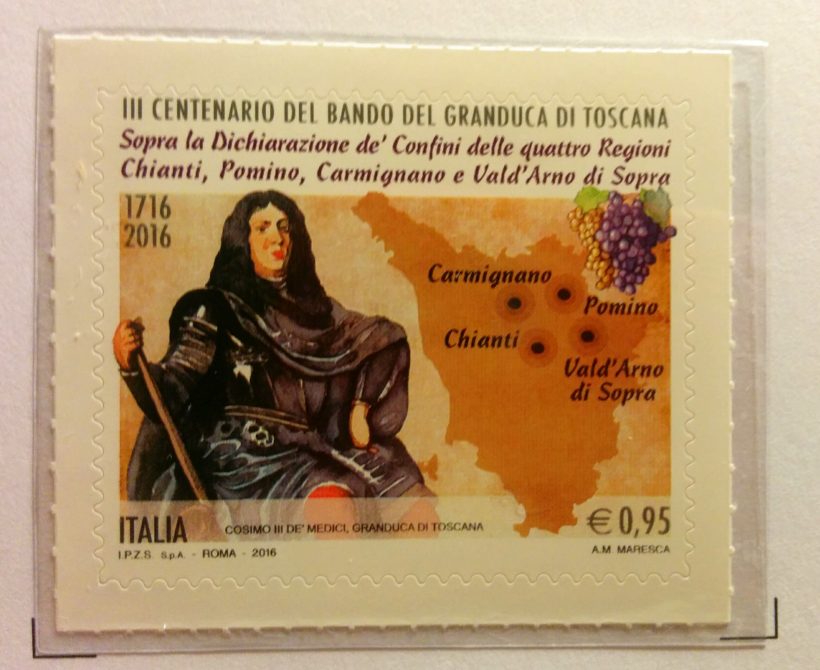 III CENTENARIO DEL BANDO DEL GRANDUCA DI TOSCANA
Sopra la Dichiarazione de' Confini delle quattro Regioni
Chianti, Pomino, Carmignano e Vald'Arno di Sopra
1716
2016
Carmignano
Pomino
Chianti
Vald'Arno
di Sopra
ITALIA
COSIMO III DE' MEDICI, GRANDUCA DI TOSCANA
€ 0,95
I.P.Z.S. S.p.A. - ROMA - 2016
A.M. MARESCA